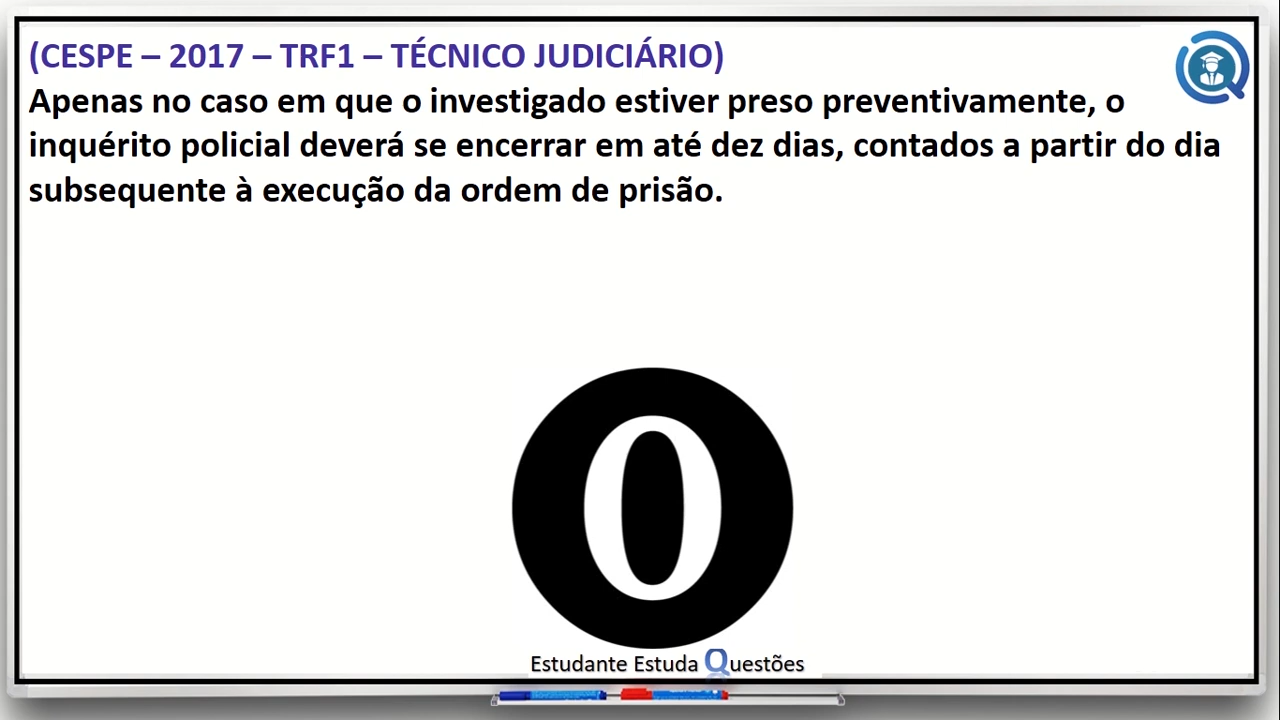 (CESPE – 2017 – TRF1 – TÉCNICO JUDICIÁRIO)
Apenas no caso em que o investigado estiver preso preventivamente, o
inquérito policial deverá se encerrar em até dez dias, contados a partir do dia
subsequente à execução da ordem de prisão.
0
Estudante Estuda Questões